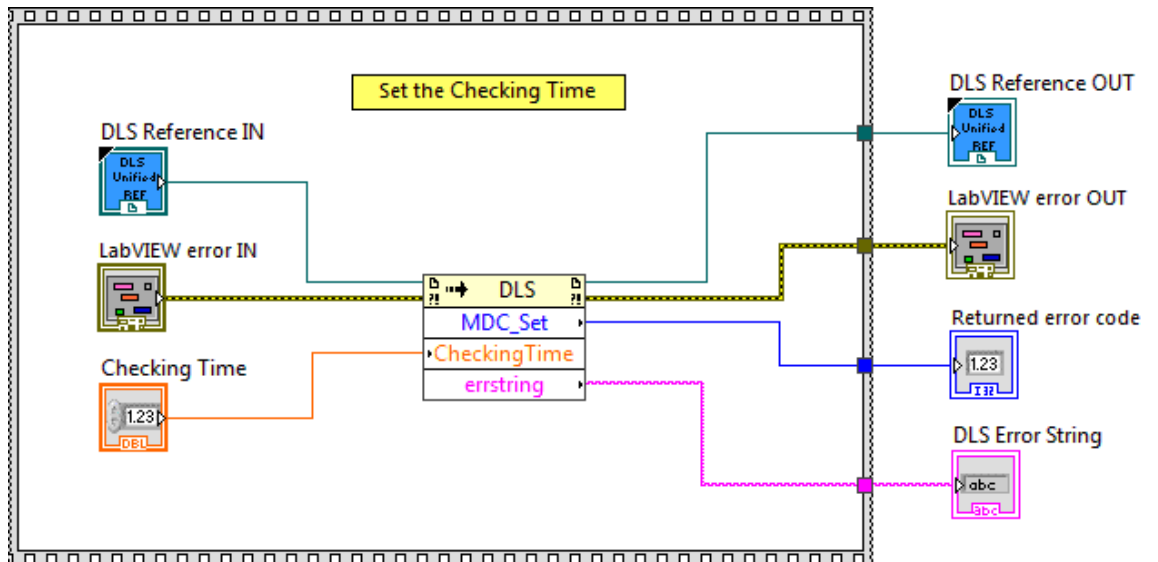 Set the Checking Time
DLS Reference IN
DLS
Unified
REF
LabVIEW error IN
Checking Time
1.23
DBL
?!
DLS
?!
MDC_Set
CheckingTime
errstring
DLS Reference OUT
DLS
Unified
REF
LabVIEW error OUT
Returned error code
1.23
I32
DLS Error String
abc
abc